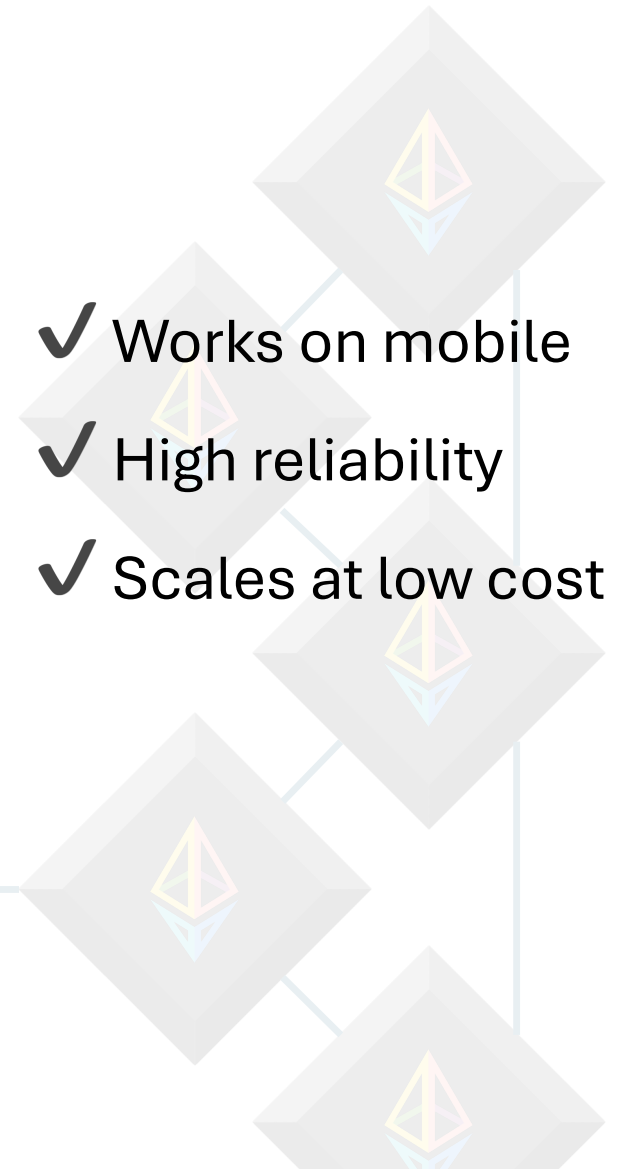 ✔ Works on mobile
✔ High reliability
✔ Scales at low cost